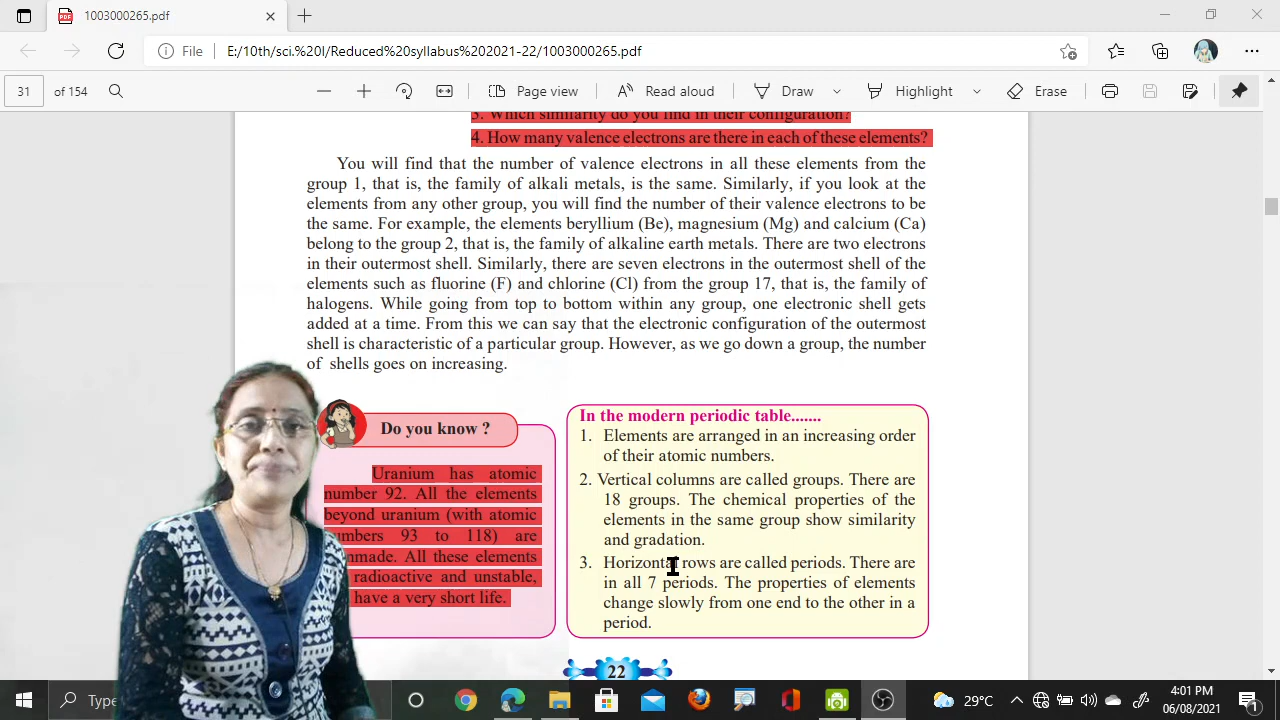 1003000265.pdf
File
E:/10th/sci.%20I/Reduced%20syllabus%202021-22/1003000265.pdf
31 of 154
Page view
Read aloud
Draw
Highlight
Erase
3. Which similarity do you find in their configuration?
4. How many valence electrons are there in each of these elements?
You will find that the number of valence electrons in all these elements from the
group 1, that is, the family of alkali metals, is the same. Similarly, if you look at the
elements from any other group, you will find the number of their valence electrons to be
the same. For example, the elements beryllium (Be), magnesium (Mg) and calcium (Ca)
belong to the group 2, that is, the family of alkaline earth metals. There are two electrons
in their outermost shell. Similarly, there are seven electrons in the outermost shell of the
elements such as fluorine (F) and chlorine (Cl) from the group 17, that is, the family of
halogens. While going from top to bottom within any group, one electronic shell gets
added at a time. From this we can say that the electronic configuration of the outermost
shell is characteristic of a particular group. However, as we go down a group, the number
of shells goes on increasing.
Do you know ?
Uranium has atomic
number 92. All the elements
beyond uranium (with atomic
93 to 118) are
All these elements
radioactive and unstable,
have a very short life.
In the modern periodic table.......
1. Elements are arranged in an increasing order
of their atomic numbers.
2. Vertical columns are called groups. There are
18 groups. The chemical properties of the
elements in the same group show similarity
and gradation.
3. Horizontal rows are called periods. There are
in all 7 periods. The properties of elements
change slowly from one end to the other in a
period.
22
Type
29°C
4:01 PM
06/08/2021
1